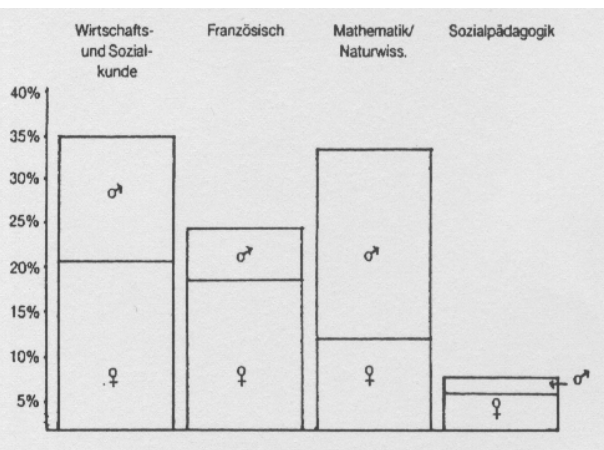 Wirtschafts-
und Sozial-
kunde
Französisch
Mathematik/
Naturwiss.
Sozialpädagogik
40%
35%
30%
25%
20%
15%
10%
5%
♂
♂
♂
♂
♀
♀
♀
♀